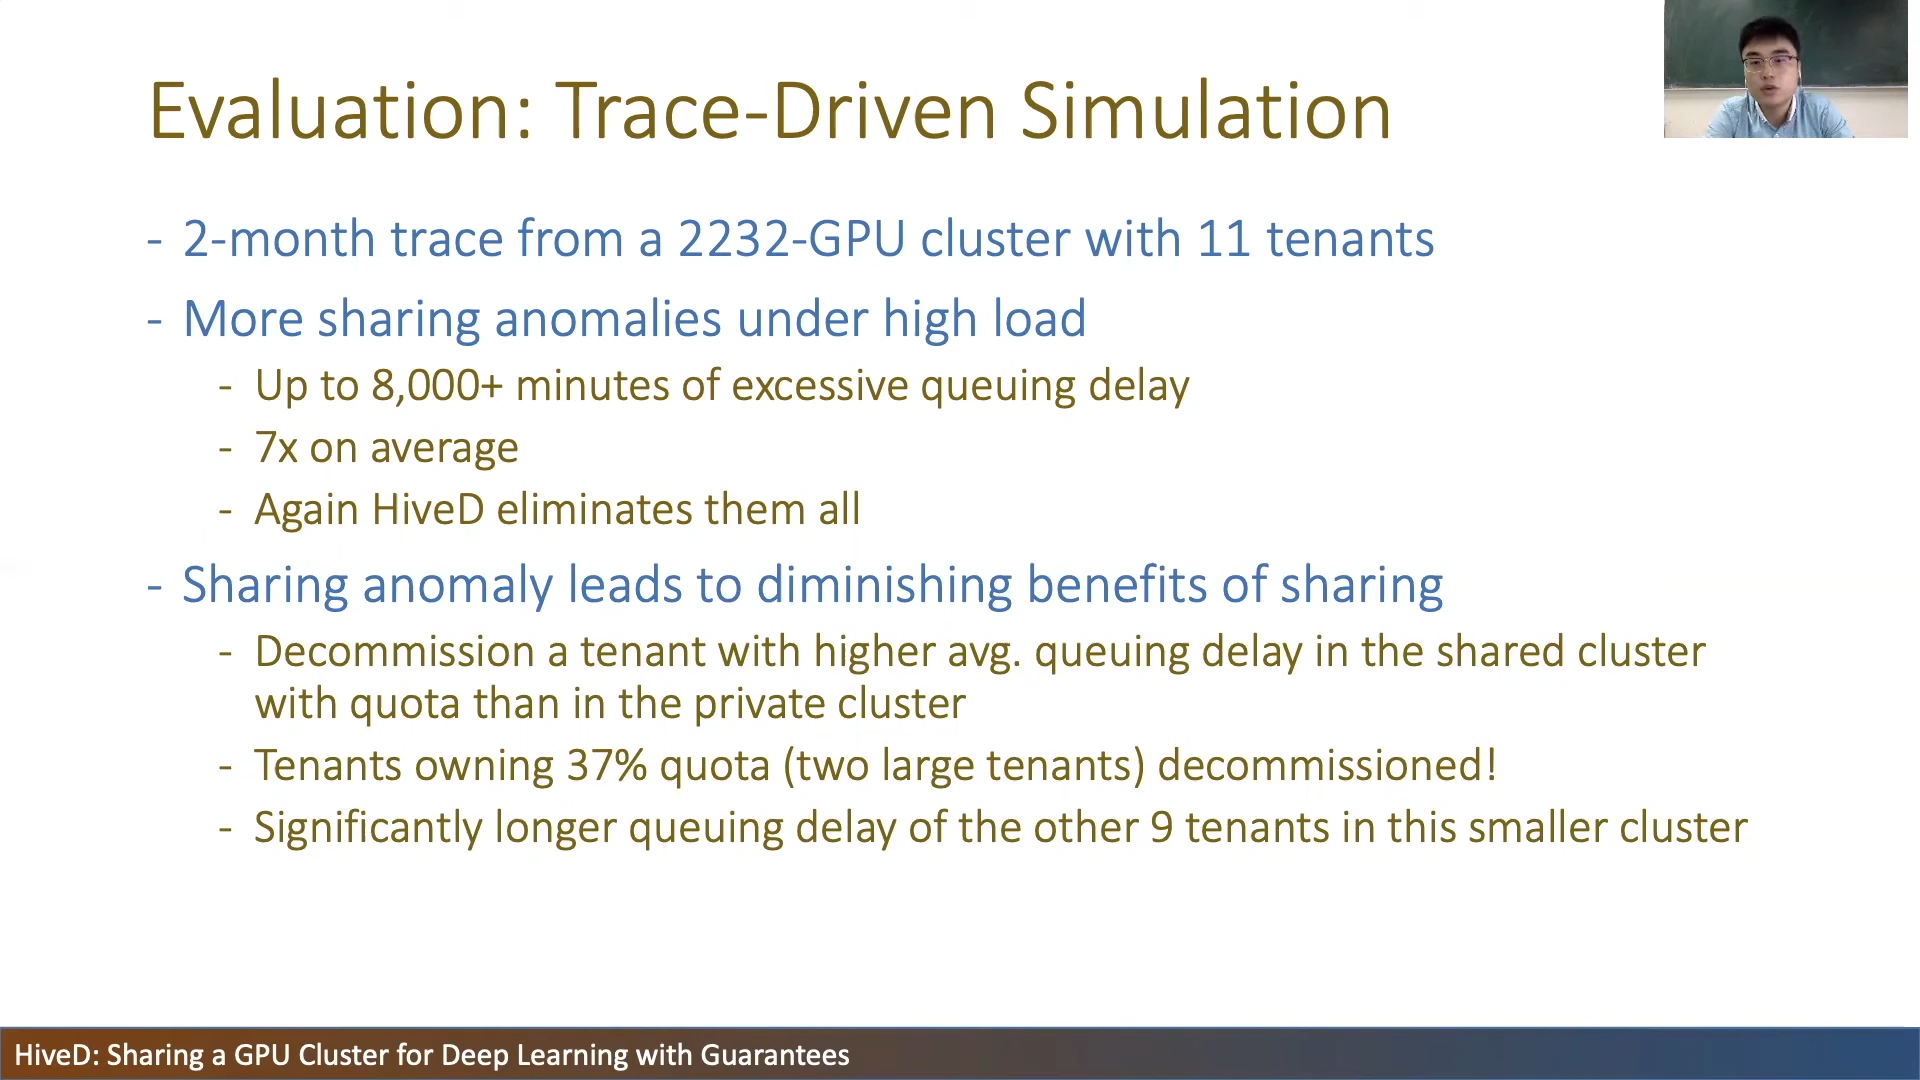 Evaluation: Trace-Driven Simulation
- 2-month trace from a 2232-GPU cluster with 11 tenants
- More sharing anomalies under high load
- Up to 8,000+ minutes of excessive queuing delay
- 7x on average
- Again HiveD eliminates them all
- Sharing anomaly leads to diminishing benefits of sharing
- Decommission a tenant with higher avg. queuing delay in the shared cluster
with quota than in the private cluster
- Tenants owning 37% quota (two large tenants) decommissioned!
- Significantly longer queuing delay of the other 9 tenants in this smaller cluster
HiveD: Sharing a GPU Cluster for Deep Learning with Guarantees